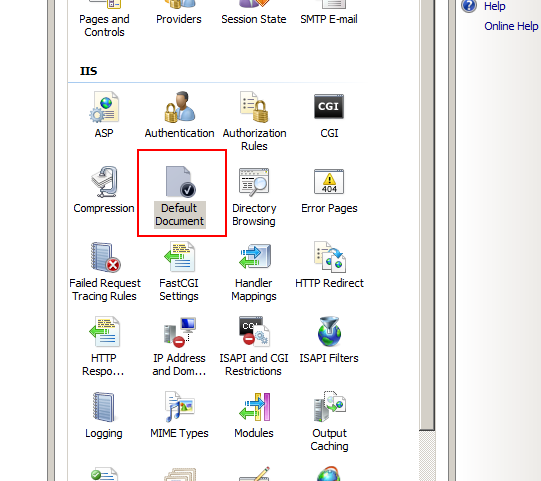 Pages and Controls
Providers
Session State
SMTP E-mail
Help
Online Help
IIS
ASP
Authentication
Authorization Rules
CGI
CGI
Compression
Default Document
Directory Browsing
404
Error Pages
Failed Request Tracing Rules
FastCGI Settings
Handler Mappings
HTTP Redirect
HTTP Respo...
IP Address and Dom...
CGI
ISAPI and CGI Restrictions
ISAPI Filters
Logging
MIME Types
Modules
Output Caching